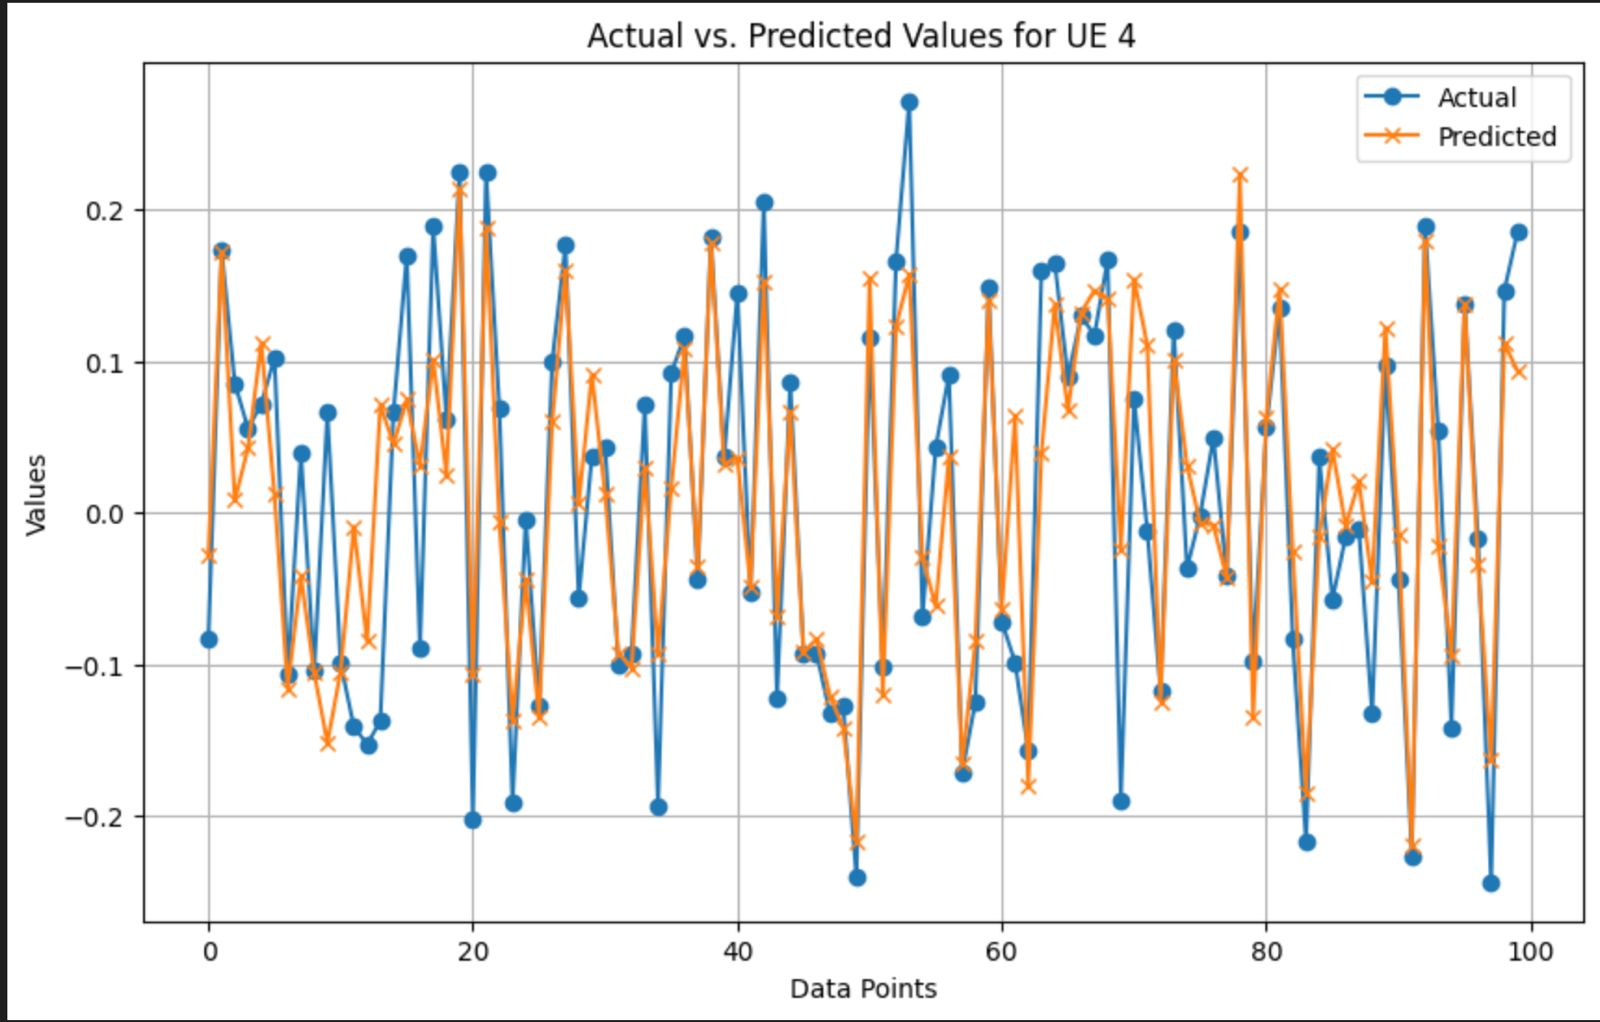 Actual vs. Predicted Values for UE 4
Actual
Predicted
Values
0.2
0.1
0.0
−0.1
−0.2
0
20
40
60
80
100
Data Points